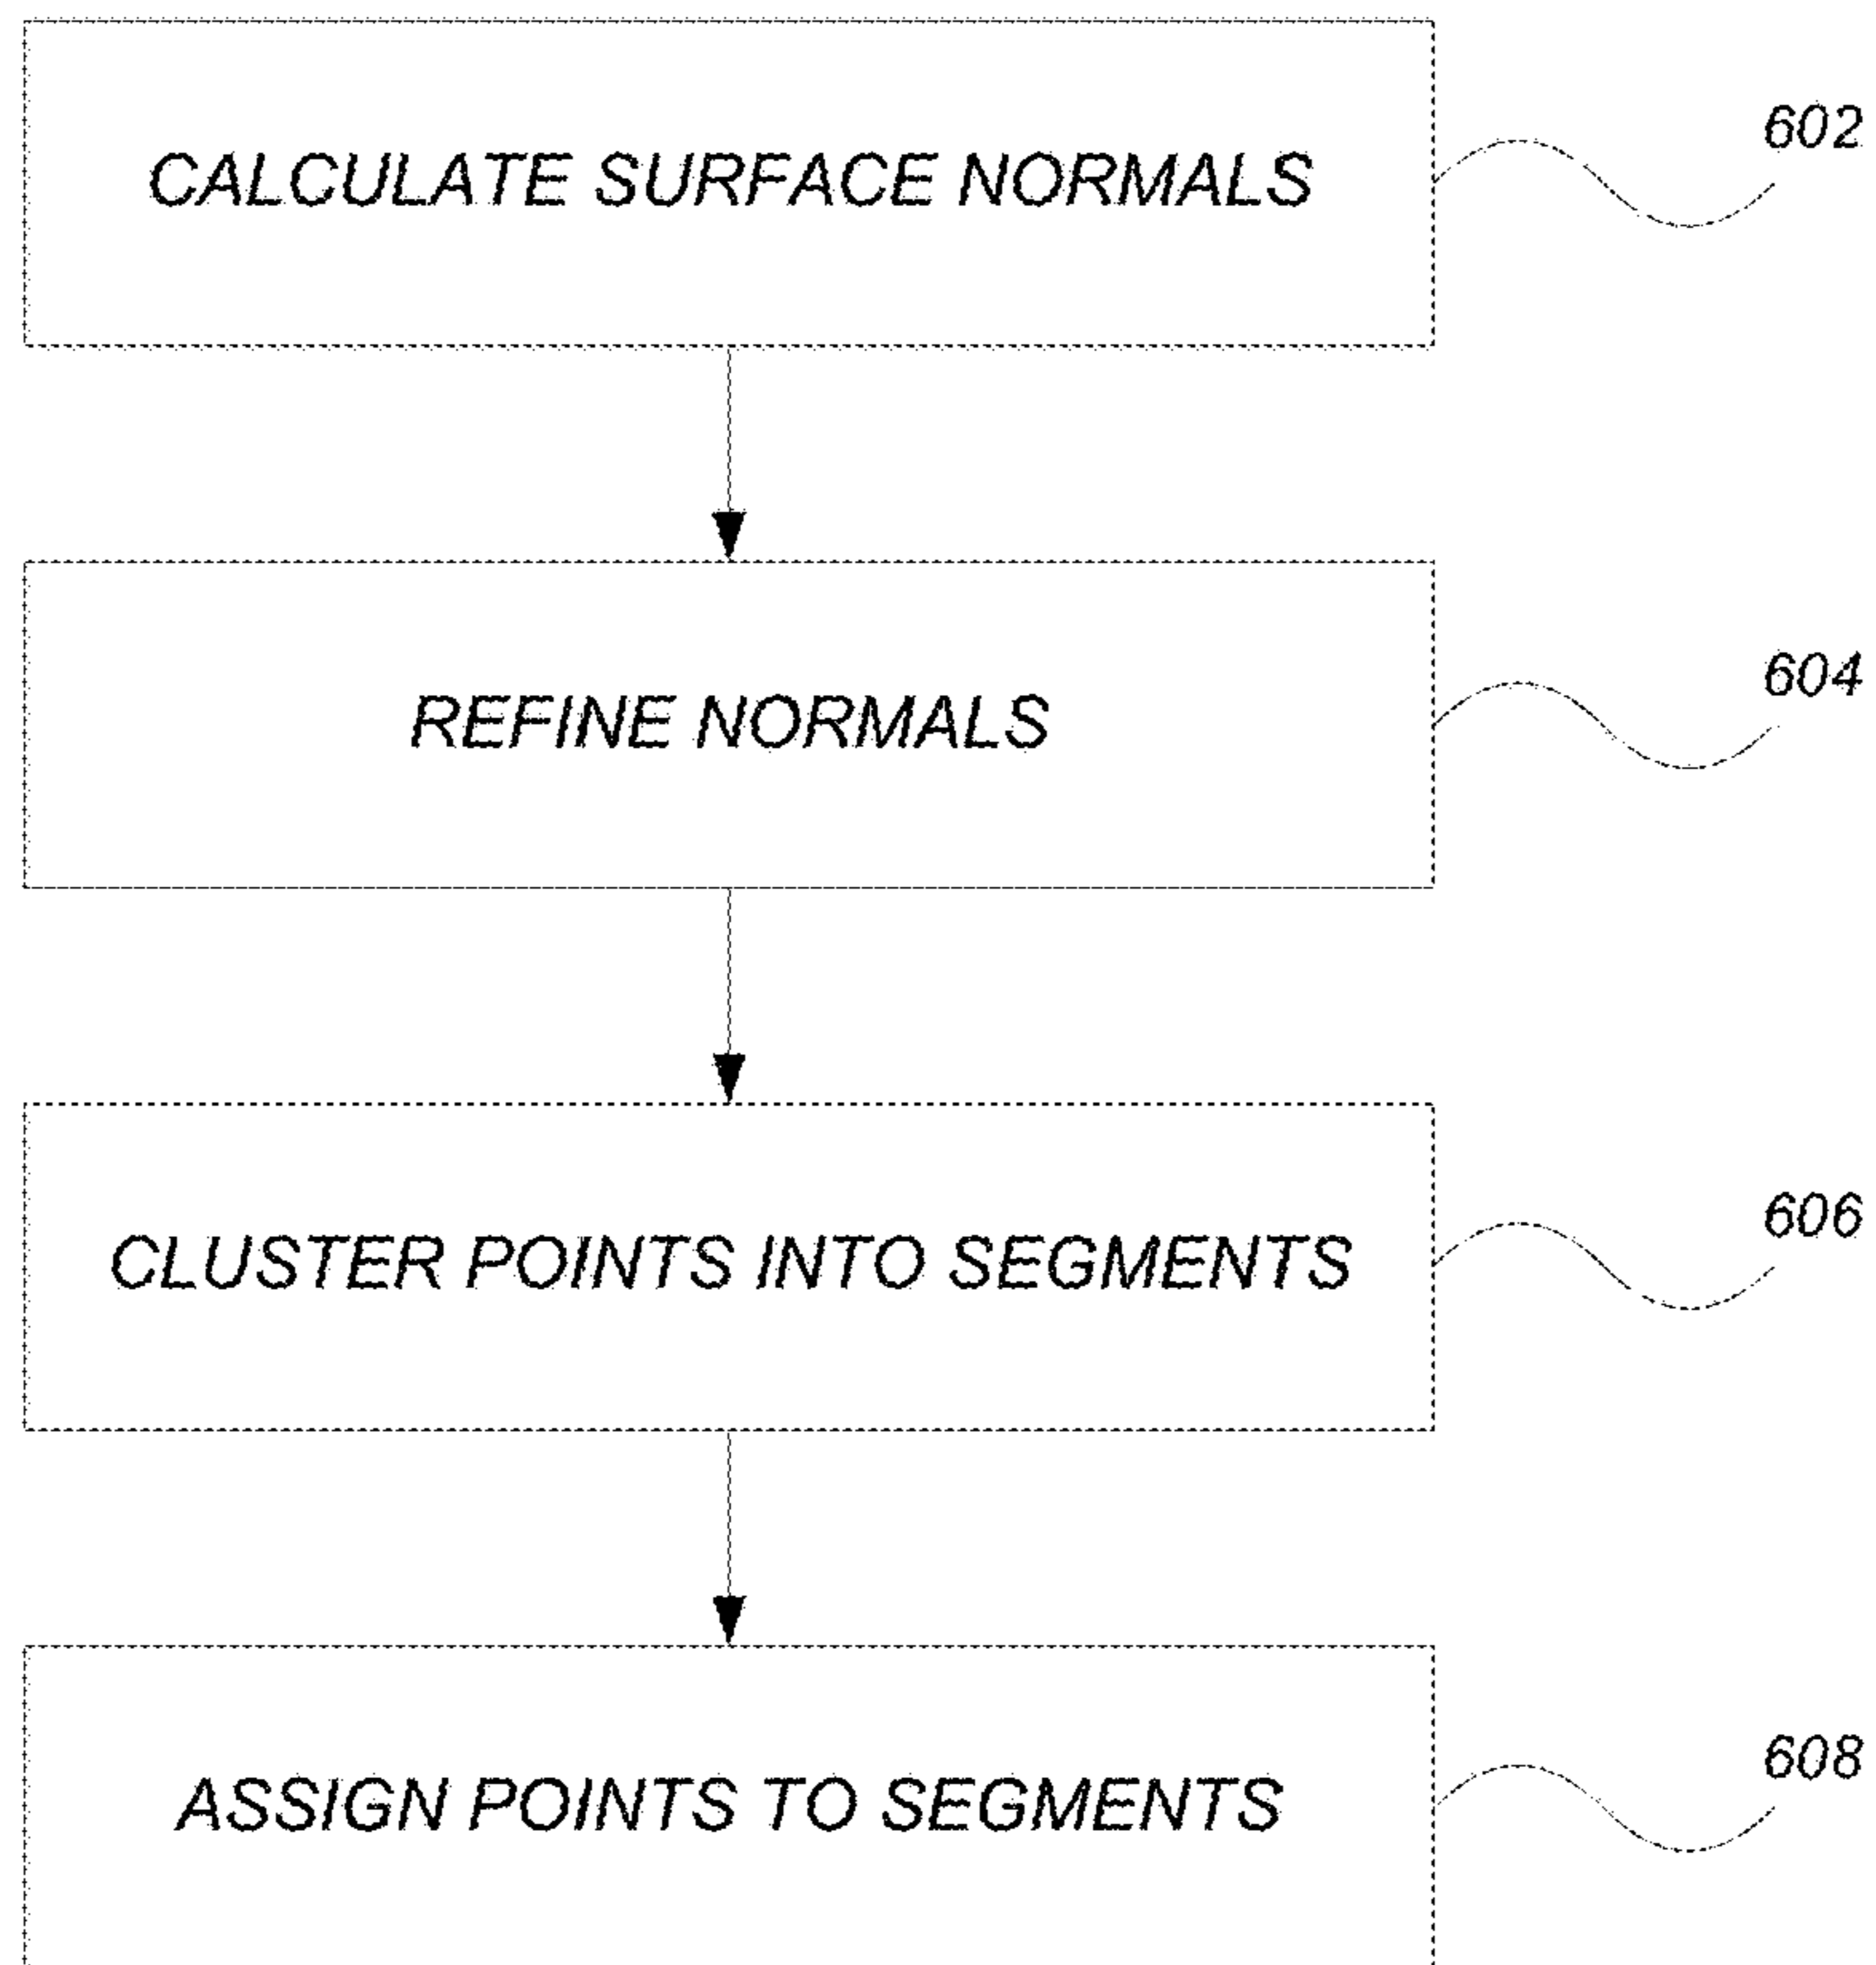 CALCULATE SURFACE NORMALS
602
REFINE NORMALS
604
CLUSTER POINTS INTO SEGMENTS
606
ASSIGN POINTS TO SEGMENTS
608